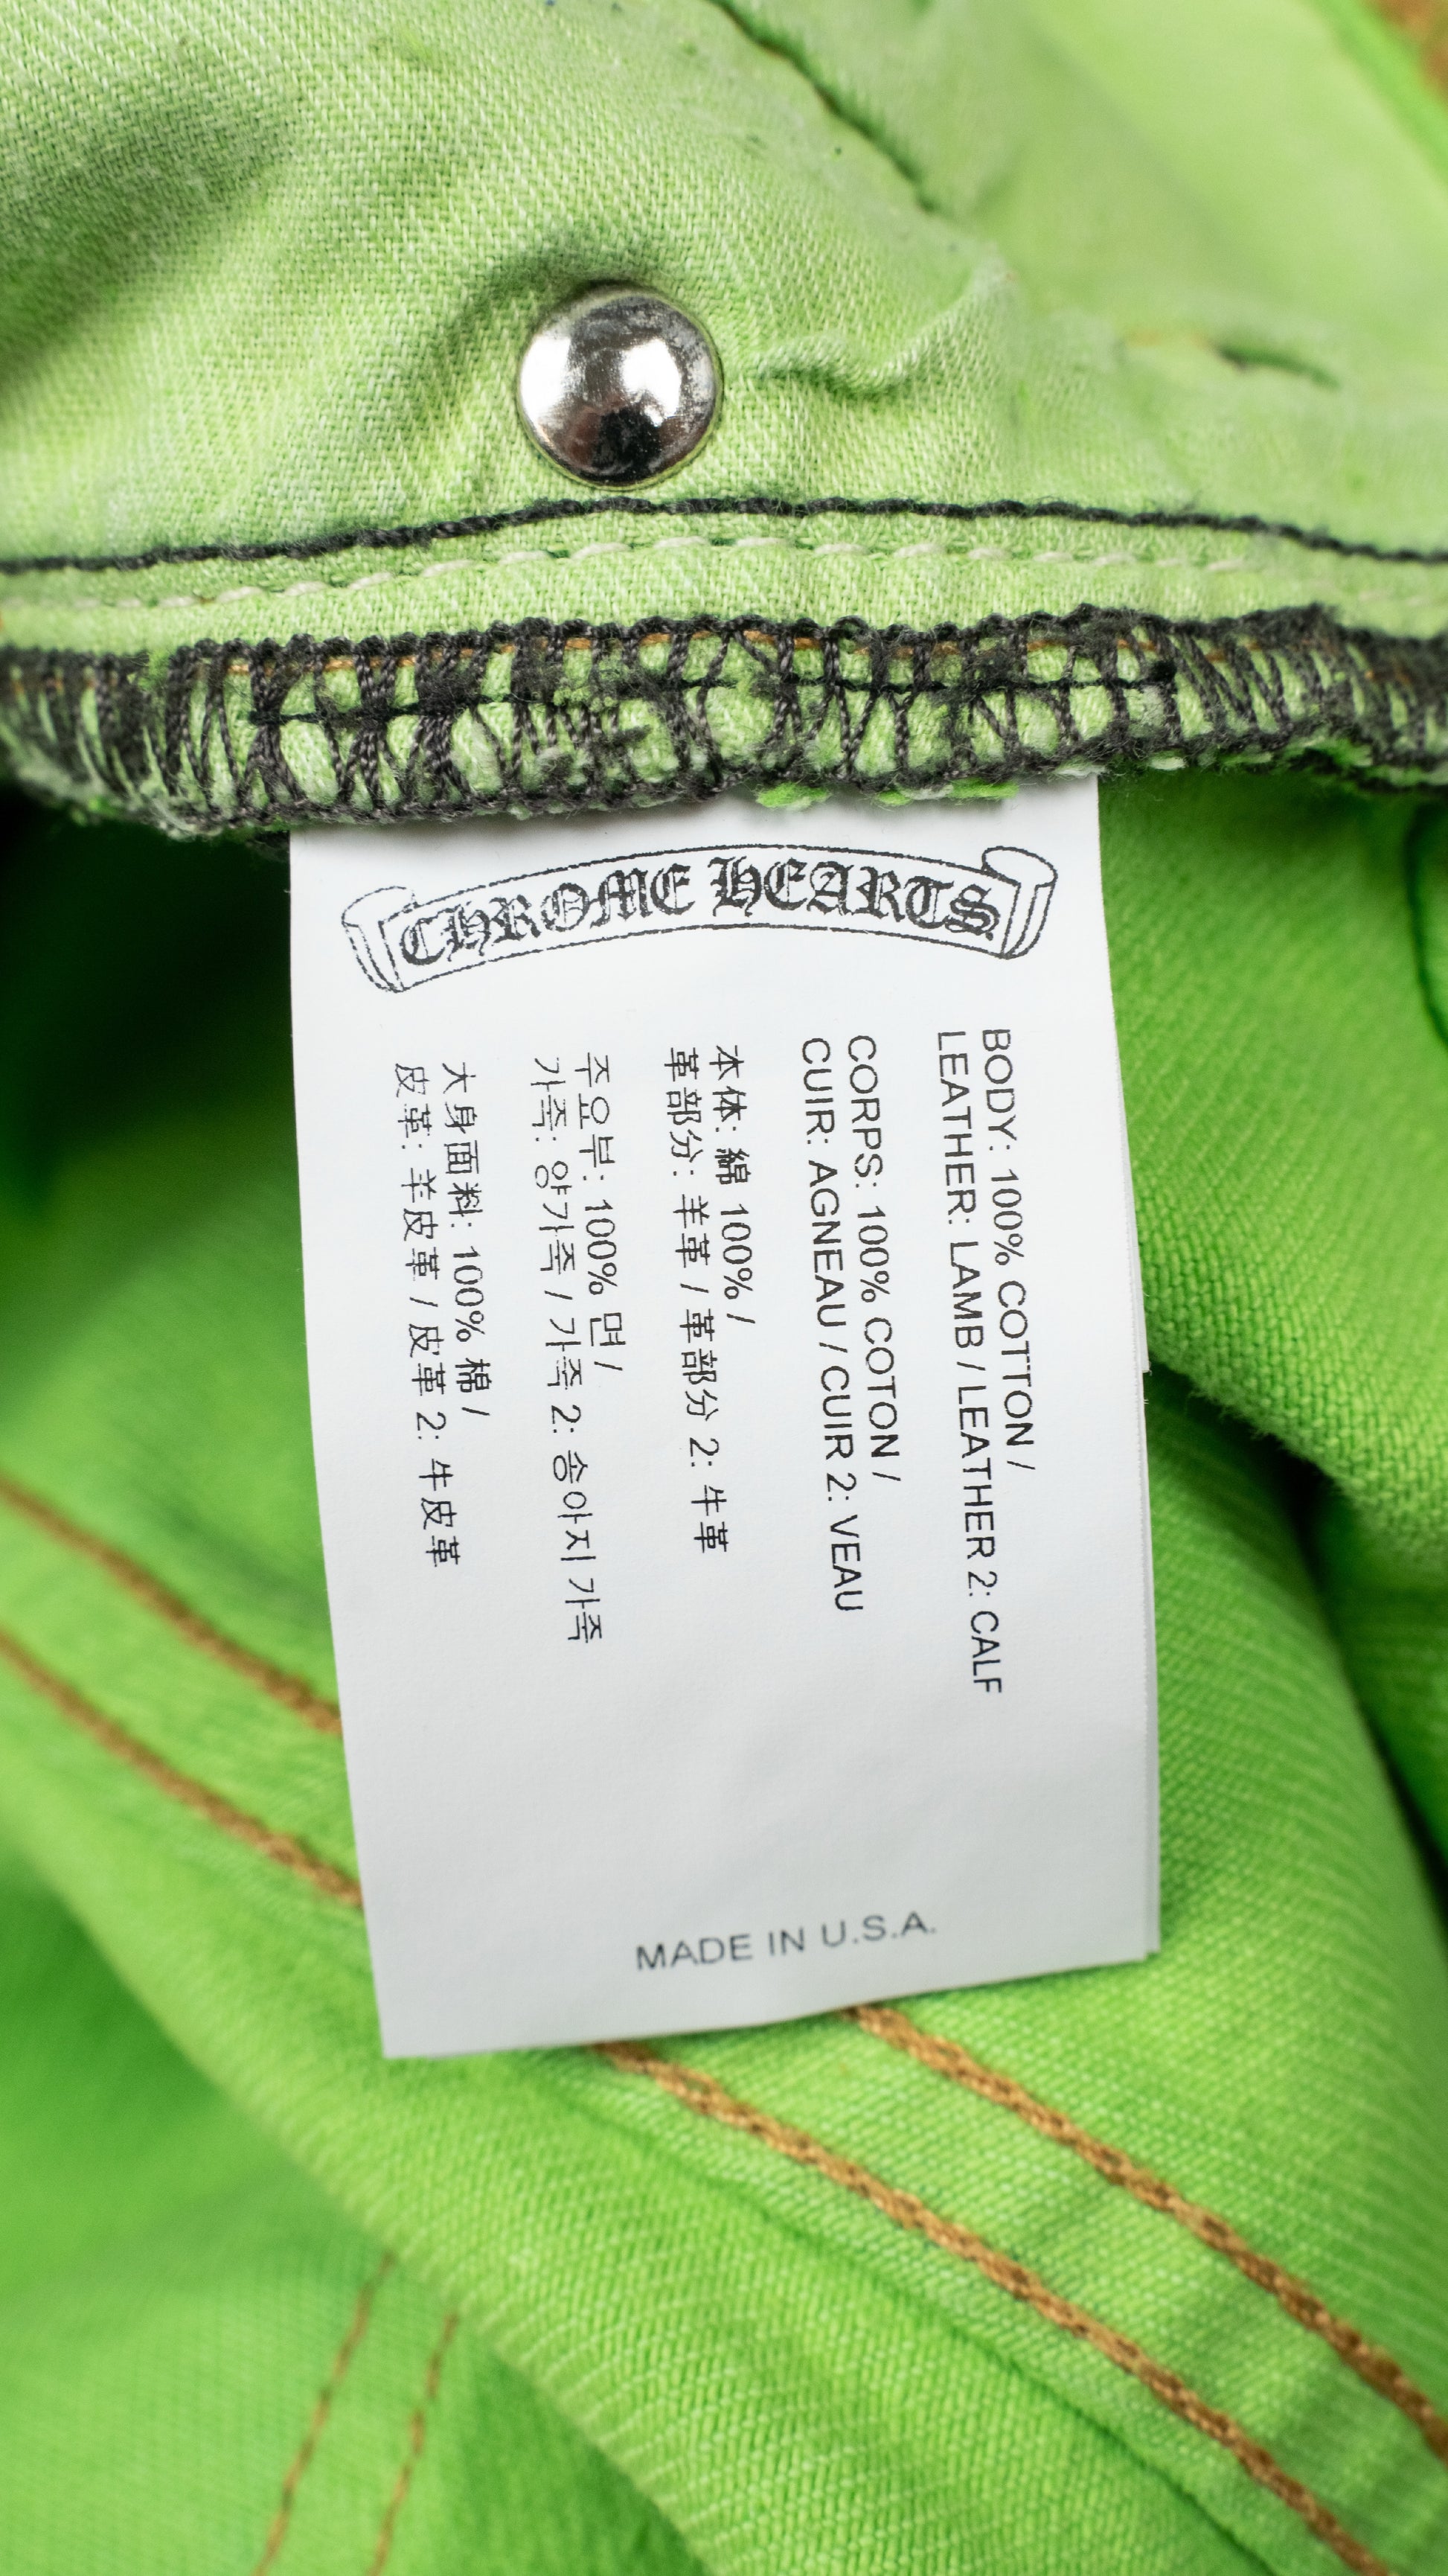 CHROME HEARTS
BODY: 100% COTTON /
LEATHER: LAMB / LEATHER 2: CALF
CORPS: 100% COTON /
CUIR: AGNEAU / CUIR 2: VEAU
本体: 綿 100% /
革部分: 羊革 / 革部分 2: 牛革
주요부: 100% 면 /
가죽: 양가죽 / 가죽 2: 송아지 가죽
大身面料: 100% 棉 /
皮革: 羊皮革 / 皮革 2: 牛皮革
MADE IN U.S.A.